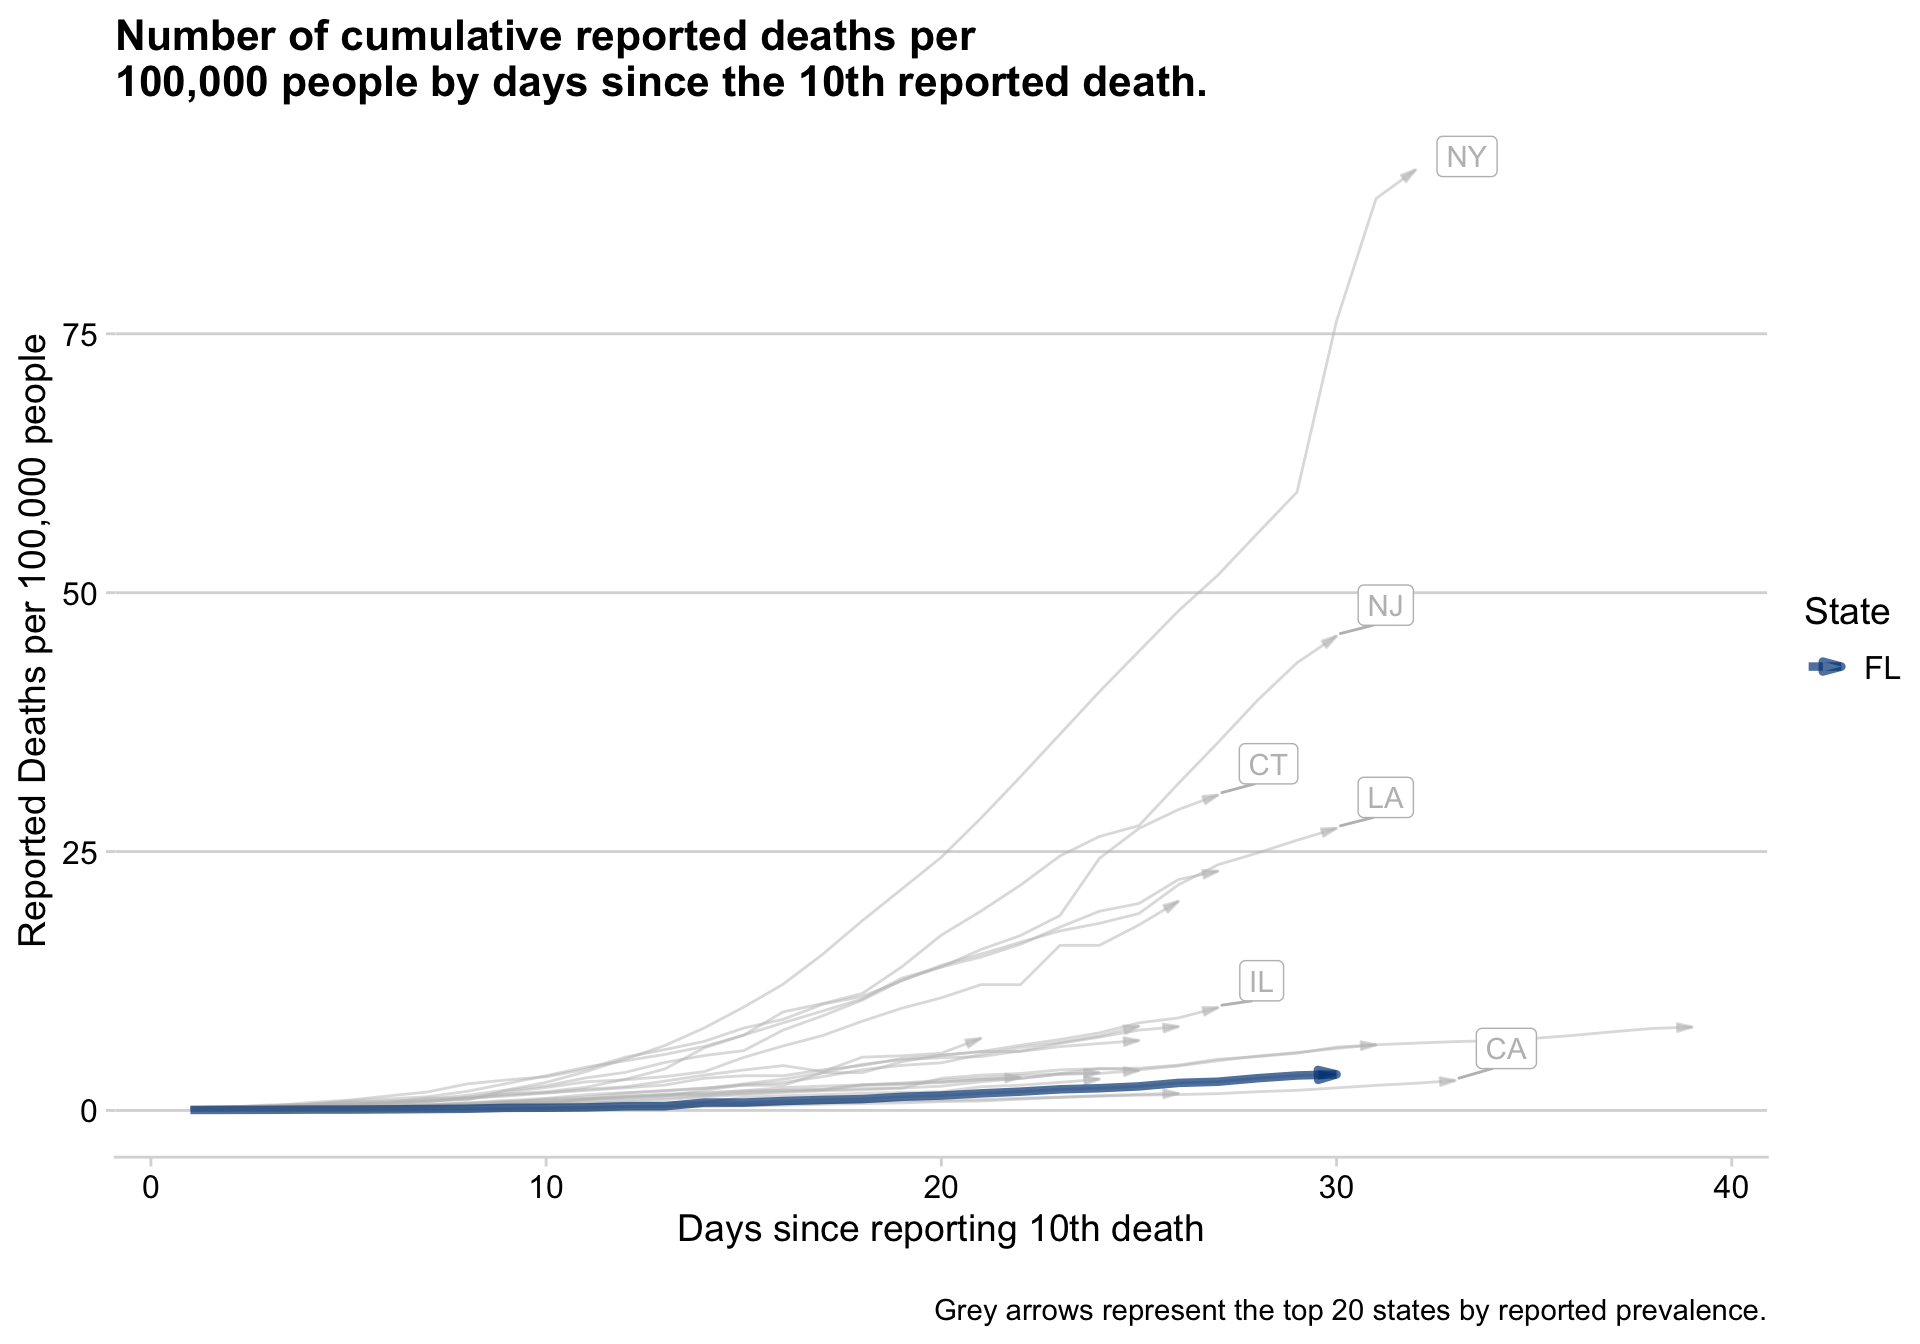 Number of cumulative reported deaths per
100,000 people by days since the 10th reported death.
Reported Deaths per 100,000 people
75
50
25
0
NY
NJ
CT
LA
IL
CA
State
FL
0
10
20
30
40
Days since reporting 10th death
Grey arrows represent the top 20 states by reported prevalence.